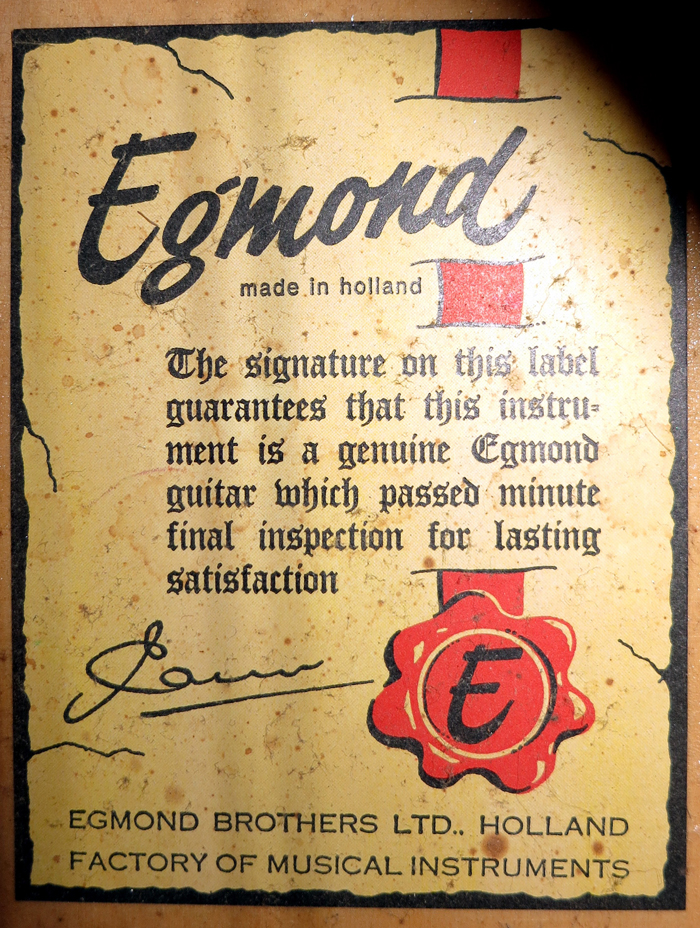 Egmond
made in holland
The signature on this label
guarantees that this instru=
ment is a genuine Egmond
guitar which passed minute
final inspection for lasting
satisfaction
E
EGMOND BROTHERS LTD.. HOLLAND
FACTORY OF MUSICAL INSTRUMENTS